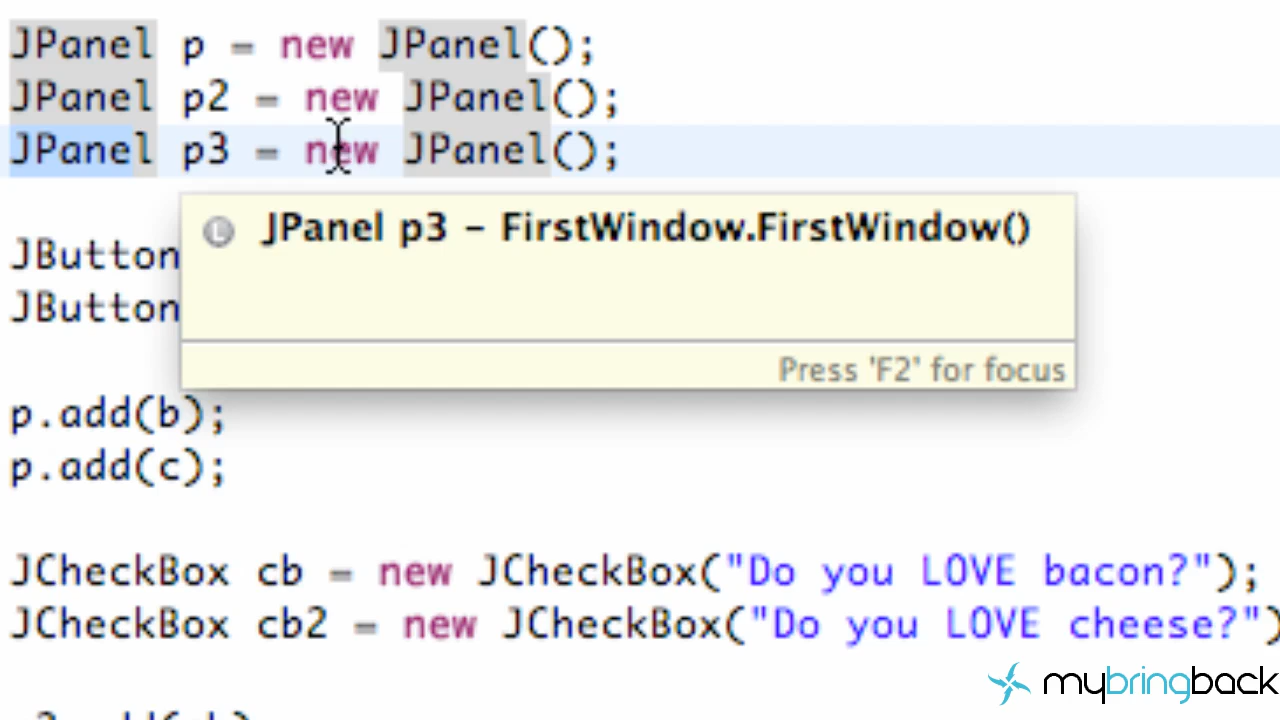 JPanel p = new JPanel();
JPanel p2 = new JPanel();
JPanel p3 = new JPanel();
JPanel p3 - FirstWindow.FirstWindow()
JButton
JButton
Press 'F2' for focus
p.add(b);
p.add(c);
JCheckBox cb = new JCheckBox("Do you LOVE bacon?");
JCheckBox cb2 = new JCheckBox("Do you LOVE cheese?")
mybringback